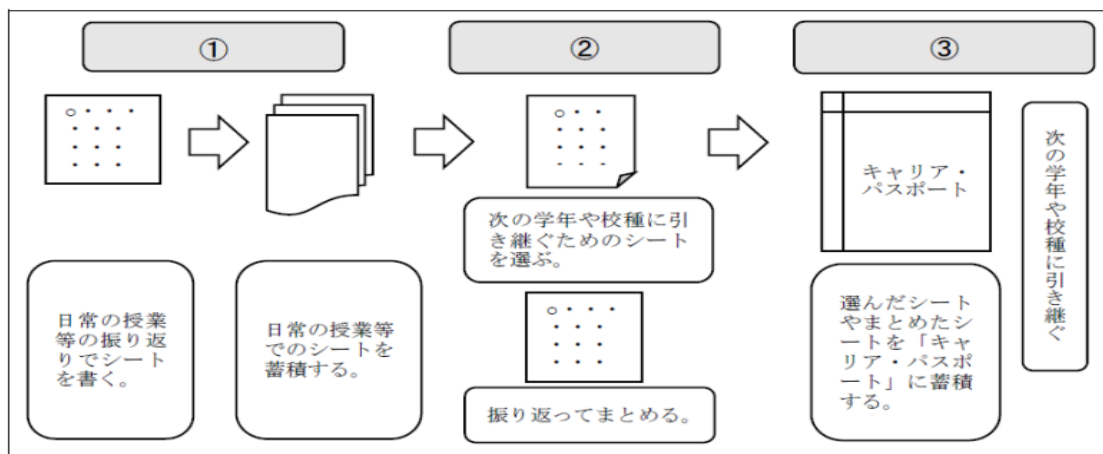 ①
②
③
次の学年や校種に引
き継ぐためのシート
を選ぶ。
キャリア・
パスポート
次の学年や校種に引き継ぐ
日常の授業
等の振り返
りでシート
を書く。
日常の授業等
でのシートを
蓄積する。
振り返ってまとめる。
選んだシート
やまとめたシ
ートを「キャ
リア・パスポ
ート」に蓄積
する。